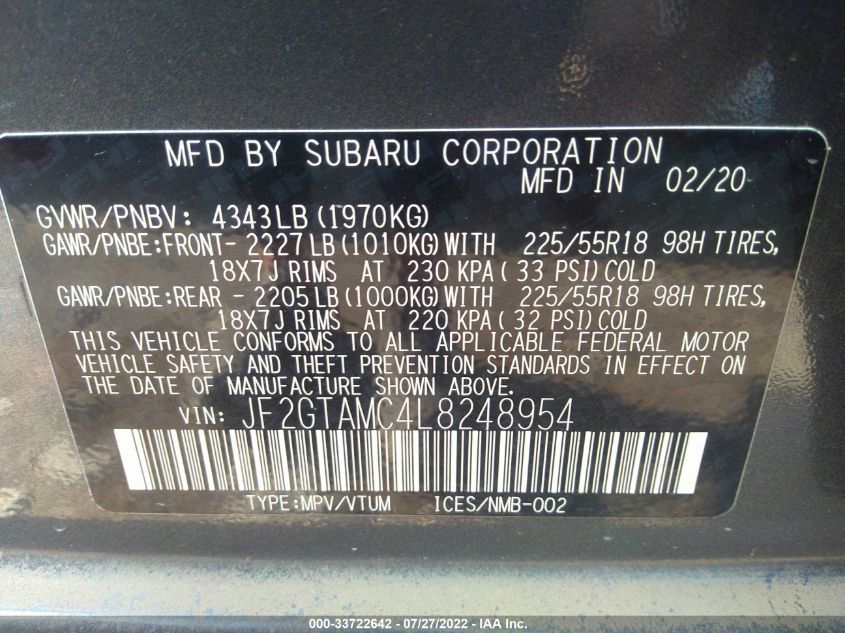 MFD BY SUBARU CORPORATION
MFD IN 02/20
GVWR/PNBV: 4343LB (1970KG)
GAWR/PNBE:FRONT- 2227LB (1010KG) WITH 225/55R18 98H TIRES,
18X7J RIMS AT 230 KPA( 33 PSI)COLD
GAWR/PNBE:REAR - 2205LB (1000KG) WITH 225/55R18 98H TIRES,
18X7J RIMS AT 220 KPA( 32 PSI)COLD
THIS VEHICLE CONFORMS TO ALL APPLICABLE FEDERAL MOTOR
VEHICLE SAFETY AND THEFT PREVENTION STANDARDS IN EFFECT ON
THE DATE OF MANUFACTURE SHOWN ABOVE.
VIN: JF2GTAMC4L8248954
TYPE:MPV/VTUM ICES/NMB-002
000-33722642 - 07/27/2022 - IAA Inc.